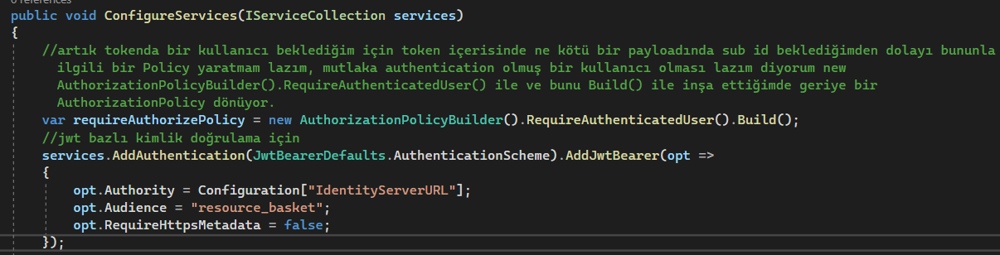 0 references
public void ConfigureServices(IServiceCollection services)
{
//artık tokenda bir kullanıcı beklediğim için token içerisinde ne kötü bir payloadında sub id beklediğimden dolayı bununla
ilgili bir Policy yaratmam lazım, mutlaka authentication olmuş bir kullanıcı olması lazım diyorum new
AuthorizationPolicyBuilder().RequireAuthenticatedUser() ile ve bunu Build() ile inşa ettiğimde geriye bir
AuthorizationPolicy dönüyor.
var requireAuthorizePolicy = new AuthorizationPolicyBuilder().RequireAuthenticatedUser().Build();
//jwt bazlı kimlik doğrulama için
services.AddAuthentication(JwtBearerDefaults.AuthenticationScheme).AddJwtBearer(opt =>
{
opt.Authority = Configuration["IdentityServerURL"];
opt.Audience = "resource_basket";
opt.RequireHttpsMetadata = false;
});